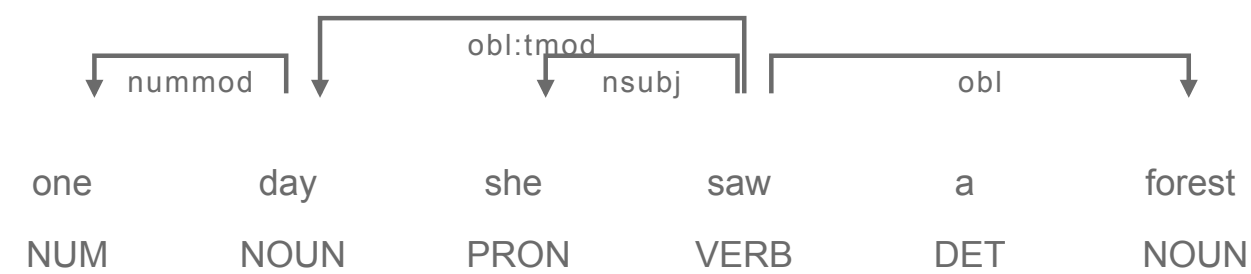 obl:tmod
nummod nsubj obl
one day she saw a forest
NUM NOUN PRON VERB DET NOUN